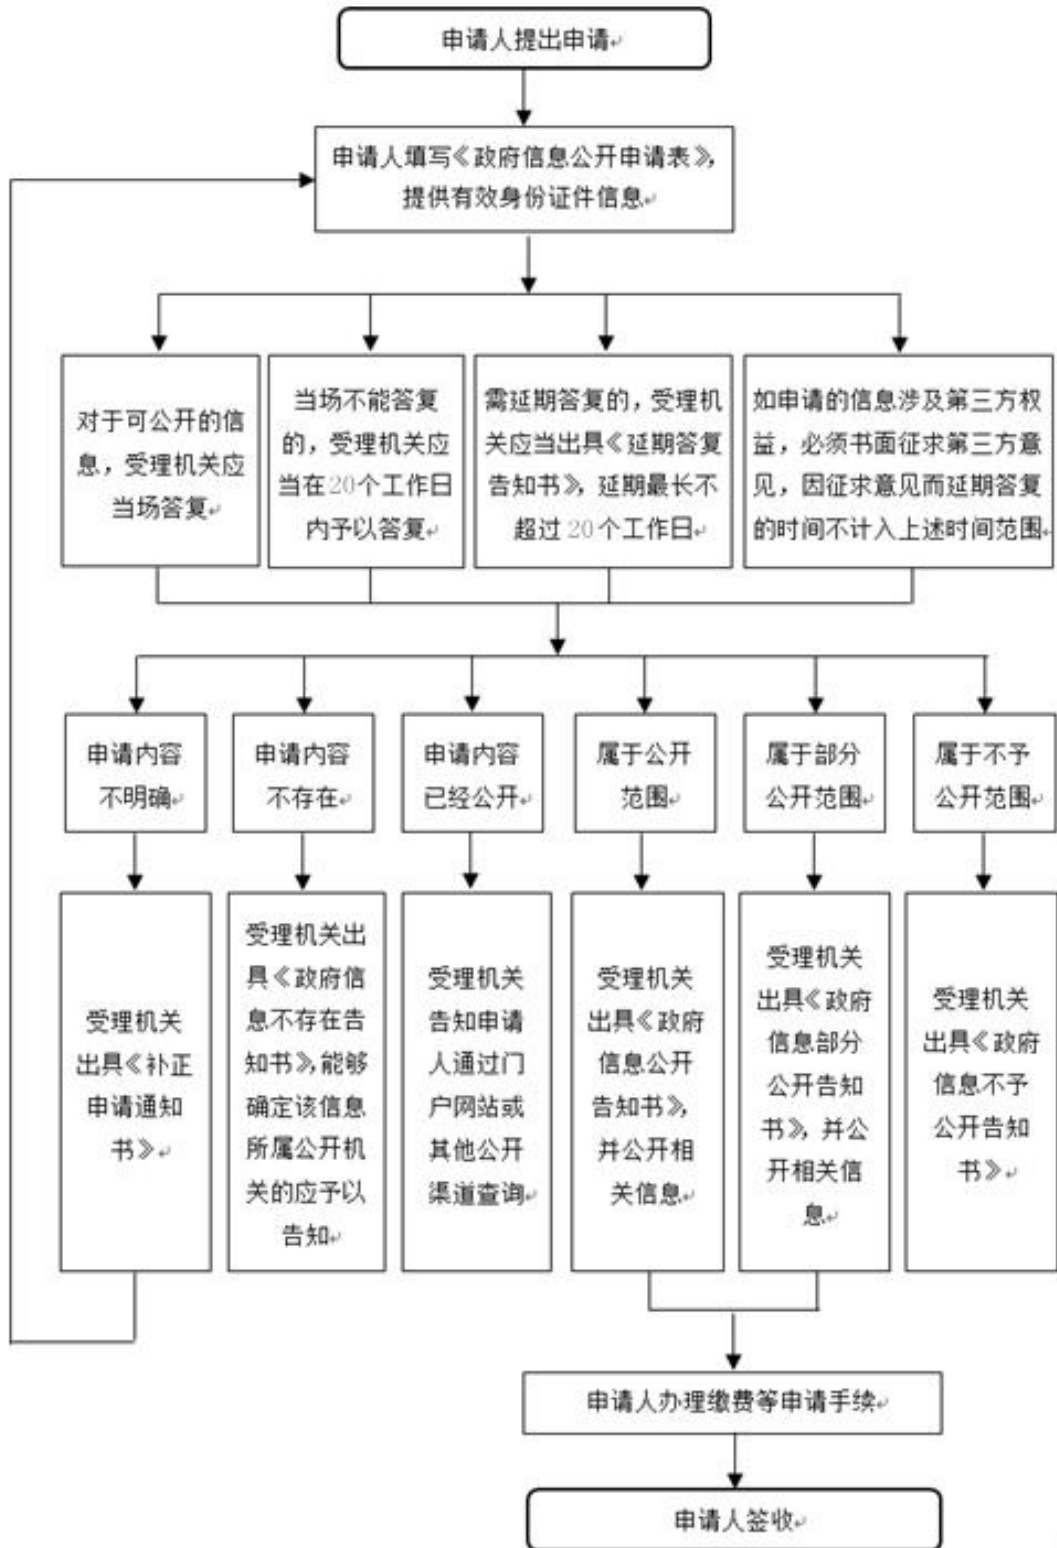 申请人提出申请
申请人填写《政府信息公开申请表》,
提供有效身份证件信息
对于可公开的信
息，受理机关应
当场答复
当场不能答复
的，受理机关应
当在20个工作日
内予以答复
需延期答复的，受理机
关应当出具《延期答复
告知书》，延期最长不
超过20个工作日
如申请的信息涉及第三方权
益，必须书面征求第三方意
见，因征求意见而延期答复
的时间不计入上述时间范围
申请内容
不明确
申请内容
不存在
申请内容
已经公开
属于公开
范围
属于部分
公开范围
属于不予
公开范围
受理机关
出具《补正
申请通知
书》
受理机关出
具《政府信
息不存在告
知书》，能够
确定该信息
所属公开机
关的应予以
告知
受理机关
告知申请
人通过门
户网站或
其他公开
渠道查询
受理机关
出具《政府
信息公开
告知书》，
并公开相
关信息
受理机关
出具《政府
信息部分
公开告知
书》，并公
开相关信
息
受理机关
出具《政府
信息不予
公开告知
书》
申请人办理缴费等申请手续
申请人签收